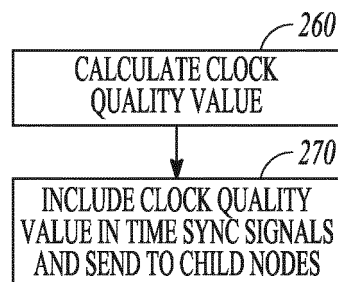 260
CALCULATE CLOCK
QUALITY VALUE
270
INCLUDE CLOCK QUALITY
VALUE IN TIME SYNC SIGNALS
AND SEND TO CHILD NODES